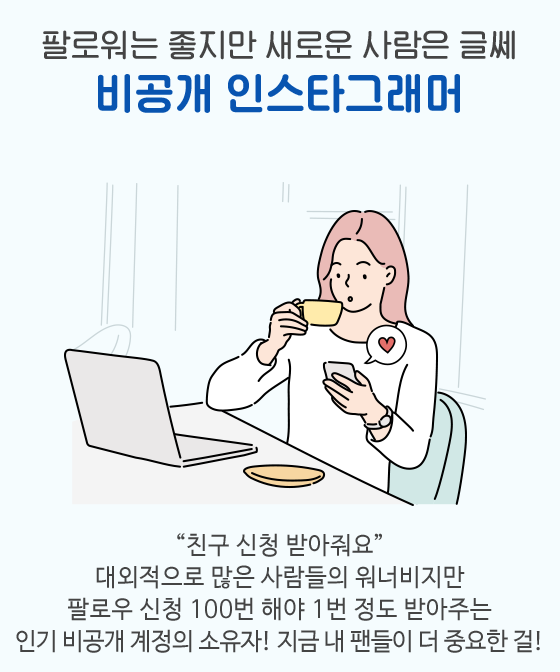 팔로워는 좋지만 새로운 사람은 글쎄
비공개 인스타그래머
“친구 신청 받아줘요”
대외적으로 많은 사람들의 워너비지만
팔로우 신청 100번 해야 1번 정도 받아주는
인기 비공개 계정의 소유자! 지금 내 팬들이 더 중요한 걸!